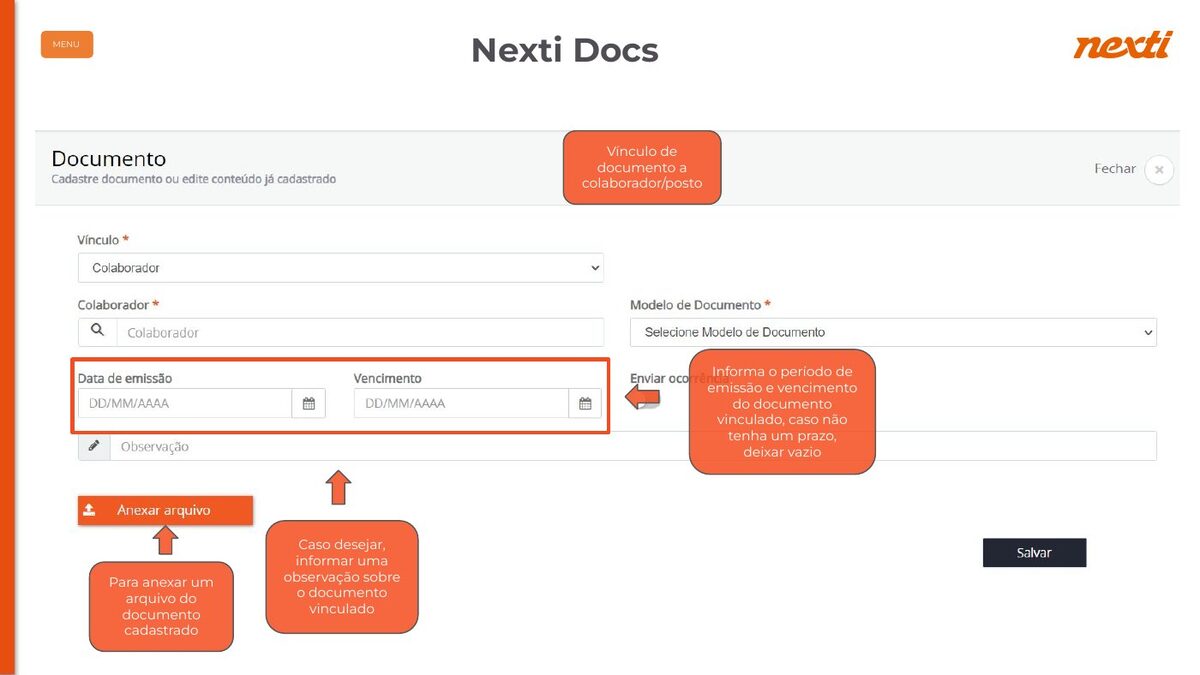 MENU
Nexti Docs
nexti
Documento
Cadastre documento ou edite conteúdo já cadastrado
Vínculo de
documento a
colaborador/posto
Fechar
Vínculo *
Colaborador
Colaborador *
Colaborador
Modelo de Documento *
Selecione Modelo de Documento
Data de emissão
DD/MM/AAAA
Vencimento
DD/MM/AAAA
Enviar ocorrência
Informa o período de
emissão e vencimento
do documento
vinculado, caso não
tenha um prazo,
deixar vazio
Observação
Anexar arquivo
Para anexar um
arquivo do
documento
cadastrado
Caso desejar,
informar uma
observação sobre
o documento
vinculado
Salvar